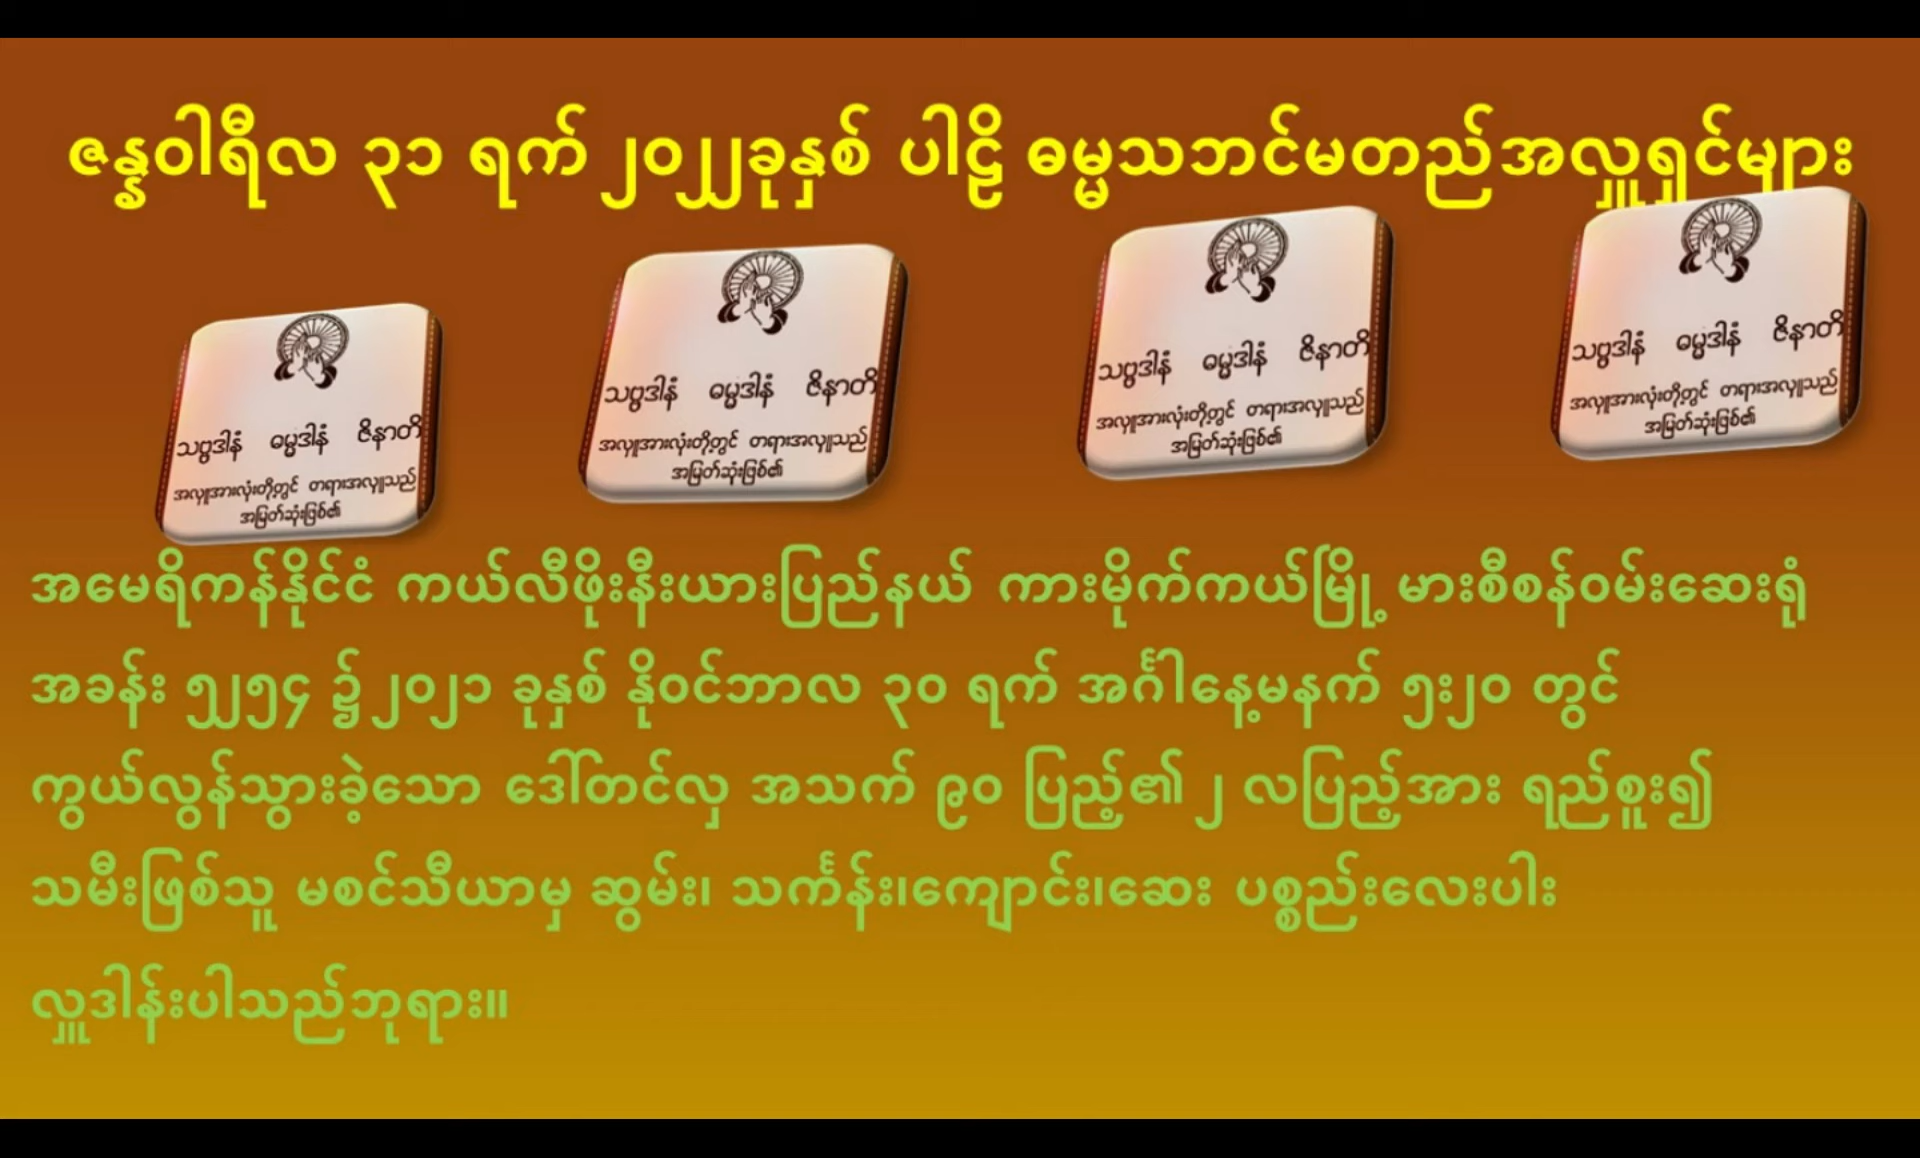 ဇန္နဝါရီလ ၃၁ ရက် ၂၀၂၂ခုနှစ် ပါဠိ ဓမ္မသဘင်မတည်အလှူရှင်များ
သဗ္ဗဒါနံ ဓမ္မဒါနံ ဇိနာတိ
အလှူအားလုံးတို့တွင် တရားအလှူသည်
အမြတ်ဆုံးဖြစ်၏
သဗ္ဗဒါနံ ဓမ္မဒါနံ ဇိနာတိ
အလှူအားလုံးတို့တွင် တရားအလှူသည်
အမြတ်ဆုံးဖြစ်၏
သဗ္ဗဒါနံ ဓမ္မဒါနံ ဇိနာတိ
အလှူအားလုံးတို့တွင် တရားအလှူသည်
အမြတ်ဆုံးဖြစ်၏
သဗ္ဗဒါနံ ဓမ္မဒါနံ ဇိနာတိ
အလှူအားလုံးတို့တွင် တရားအလှူသည်
အမြတ်ဆုံးဖြစ်၏
အမေရိကန်နိုင်ငံ ကယ်လီဖိုးနီးယားပြည်နယ် ကားမိုက်ကယ်မြို့ မားစီစန်ဝမ်းဆေးရုံ
အခန်း ၅၂၅၄ ၌ ၂၀၂၁ ခုနှစ် နိုဝင်ဘာလ ၃၀ ရက် အင်္ဂါနေ့မနက် ၅း၂၀ တွင်
ကွယ်လွန်သွားခဲ့သော ဒေါ်တင်လှ အသက် ၉၀ ပြည့်၏ ၂ လပြည့်အား ရည်စူး၍
သမီးဖြစ်သူ မစင်သီယာမှ ဆွမ်း၊ သင်္ကန်း၊ကျောင်း၊ဆေး ပစ္စည်းလေးပါး
လှူဒါန်းပါသည်ဘုရား။